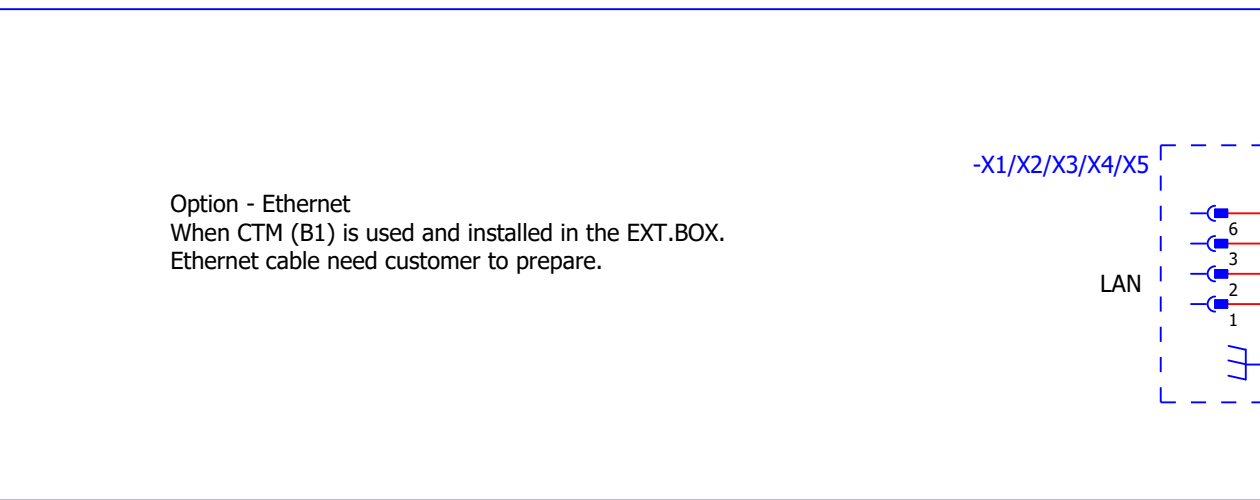 -X1/X2/X3/X4/X5
Option - Ethernet
When CTM (B1) is used and installed in the EXT.BOX.
Ethernet cable need customer to prepare.
6
3
LAN
2
1